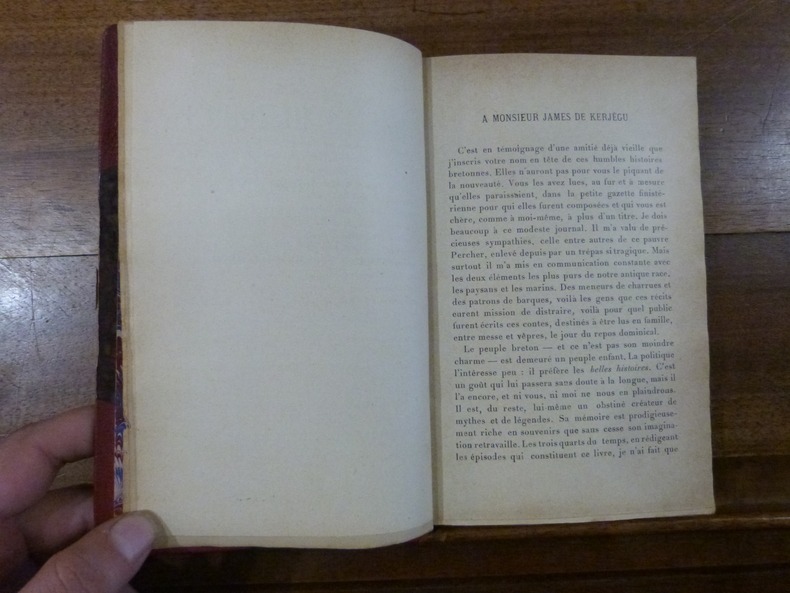 A MONSIEUR JAMES DE KERJÉGU
C'est en témoignage d'une amitié déjà vieille que
j'inscris votre nom en tête de ces humbles histoires
bretonnes. Elles n'auront pas pour vous le piquant de
la nouveauté. Vous les avez lues, au fur et à mesure
qu'elles paraissaient, dans la petite gazette finisté-
rienne pour qui elles furent composées et qui vous est
chère, comme à moi-même, à plus d'un titre. Je dois
beaucoup à ce modeste journal. Il m'a valu de pré-
cieuses sympathies, celle entre autres de ce pauvre
Percher, enlevé depuis par un trépas si tragique. Mais
surtout il m'a mis en communication constante avec
les deux éléments les plus purs de notre antique race,
les paysans et les marins. Des meneurs de charrues et
des patrons de barques, voilà les gens que ces récits
eurent mission de distraire, voilà pour quel public
furent écrits ces contes, destinés à être lus en famille,
entre messe et vêpres, le jour du repos dominical.
Le peuple breton — et ce n'est pas son moindre
charme — est demeuré un peuple enfant. La politique
l'intéresse peu : il préfère les belles histoires. C'est
un goût qui lui passera sans doute à la longue, mais il
l'a encore, et ni vous, ni moi ne nous en plaindrons.
Il est, du reste, lui-même un obstiné créateur de
mythes et de légendes. Sa mémoire est prodigieuse-
ment riche en souvenirs que sans cesse son imagina-
tion retravaille. Les trois quarts du temps, en rédigeant
les épisodes qui constituent ce livre, je n'ai fait que